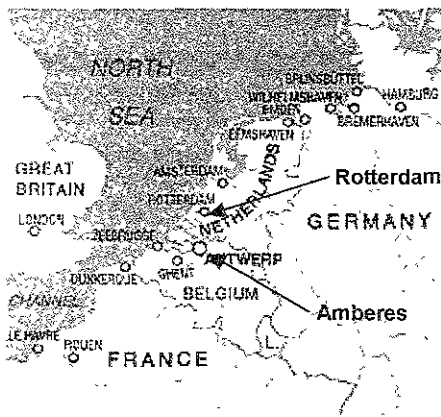 NORTH
SEA
BRUNSBUTTEL
WILHELMSHAVEN
HAMBURG
EMDEN
BREMERHAVEN
EEMSHAVEN
GREAT
BRITAIN
AMSTERDAM
NETHERLANDS
Rotterdam
ROTTERDAM
LONDON
GERMANY
ZEEBRUGGE
ANTWERP
GHENT
DUNKERQUE
BELGIUM
CHANNEL
Amberes
LE HAVRE
ROUEN
FRANCE
L.